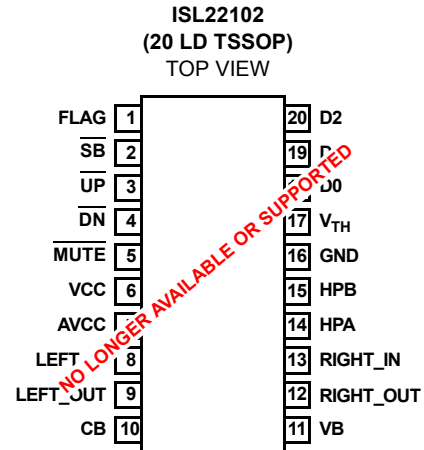 ISL22102
(20 LD TSSOP)
TOP VIEW
FLAG 1
SB 2
UP 3
DN 4
MUTE 5
VCC 6
AVCC
LEFT 8
LEFT_OUT 9
CB 10
20 D2
19
D0
17 VTH
16 GND
15 HPB
14 HPA
13 RIGHT_IN
12 RIGHT_OUT
11 VB
NO LONGER AVAILABLE OR SUPPORTED